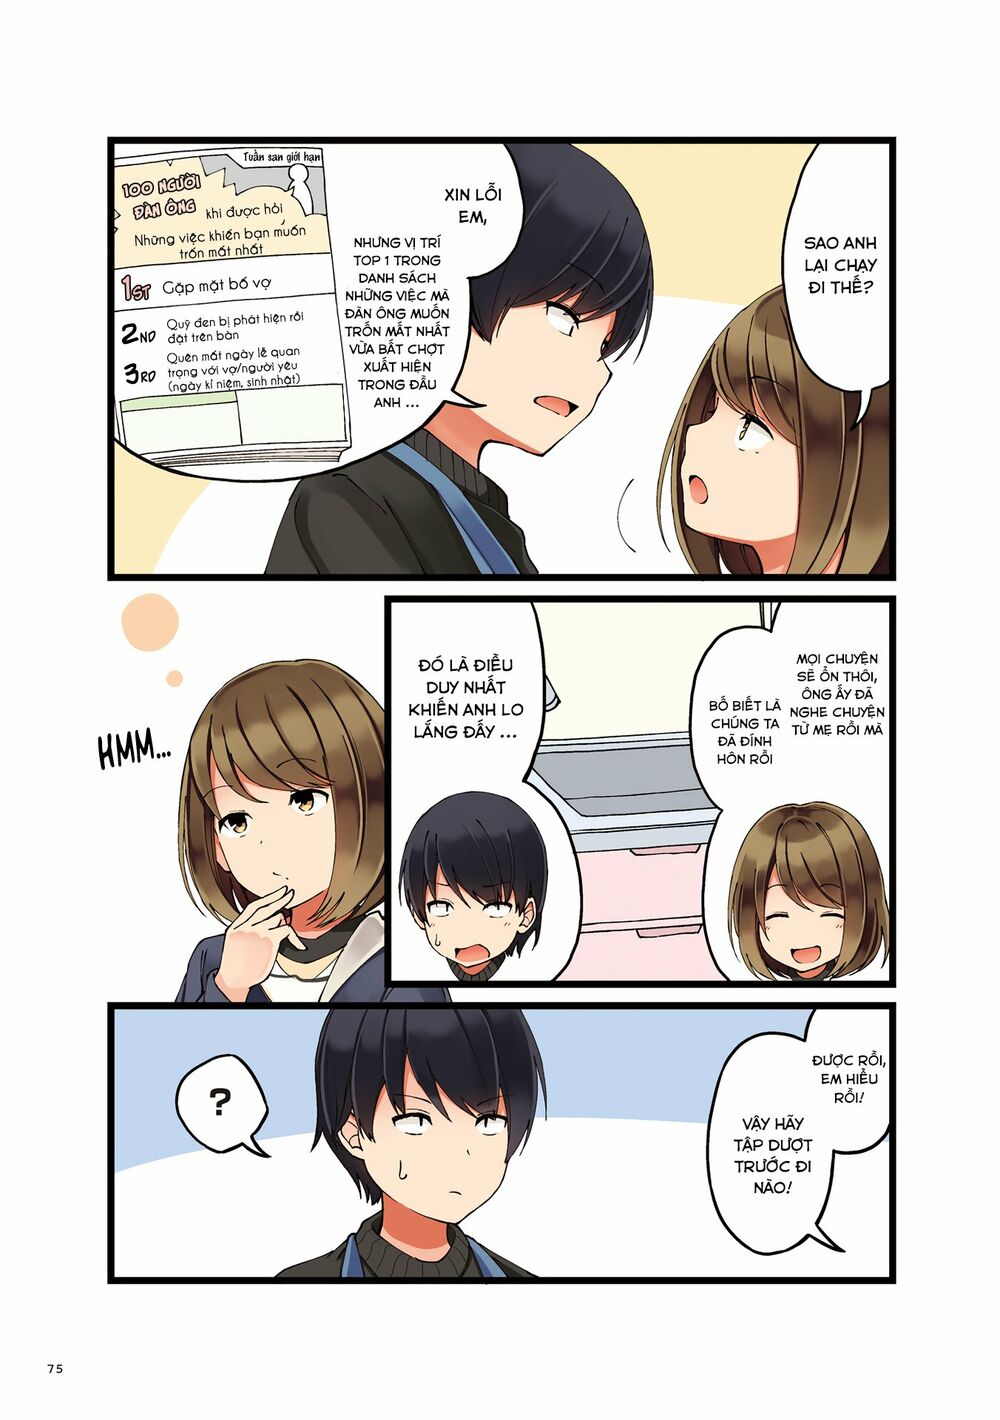 SAO ANH
LẠI CHẠY
ĐI THẾ?
XIN LỖI
EM,
NHƯNG VỊ TRÍ
TOP 1 TRONG
DANH SÁCH
NHỮNG VIỆC MÀ
ĐÀN ÔNG MUỐN
TRỐN MẤT NHẤT
VỪA BẤT CHỢT
XUẤT HIỆN
TRONG ĐẦU
ANH ...
Tuần san giới hạn
100 NGƯỜI
ĐÀN ÔNG khi được hỏi
Những việc khiến bạn muốn
trốn mất nhất
1ST Gặp mặt bố vợ
2ND Quỹ đen bị phát hiện rồi
đặt trên bàn
3RD Quên mất ngày lễ quan
trọng với vợ/người yêu
(ngày kỉ niệm, sinh nhật)
MỌI CHUYỆN
SẼ ỔN THÔI,
ÔNG ẤY ĐÃ
NGHE CHUYỆN
TỪ MẸ RỒI MÀ
BỐ BIẾT LÀ
CHÚNG TA
ĐÃ ĐÍNH
HÔN RỒI
ĐÓ LÀ ĐIỀU
DUY NHẤT
KHIẾN ANH LO
LẮNG ĐẤY ...
HMM...
ĐƯỢC RỒI,
EM HIỂU
RỒI!
VẬY HÃY
TẬP DƯỢT
TRƯỚC ĐI
NÀO!
?
75